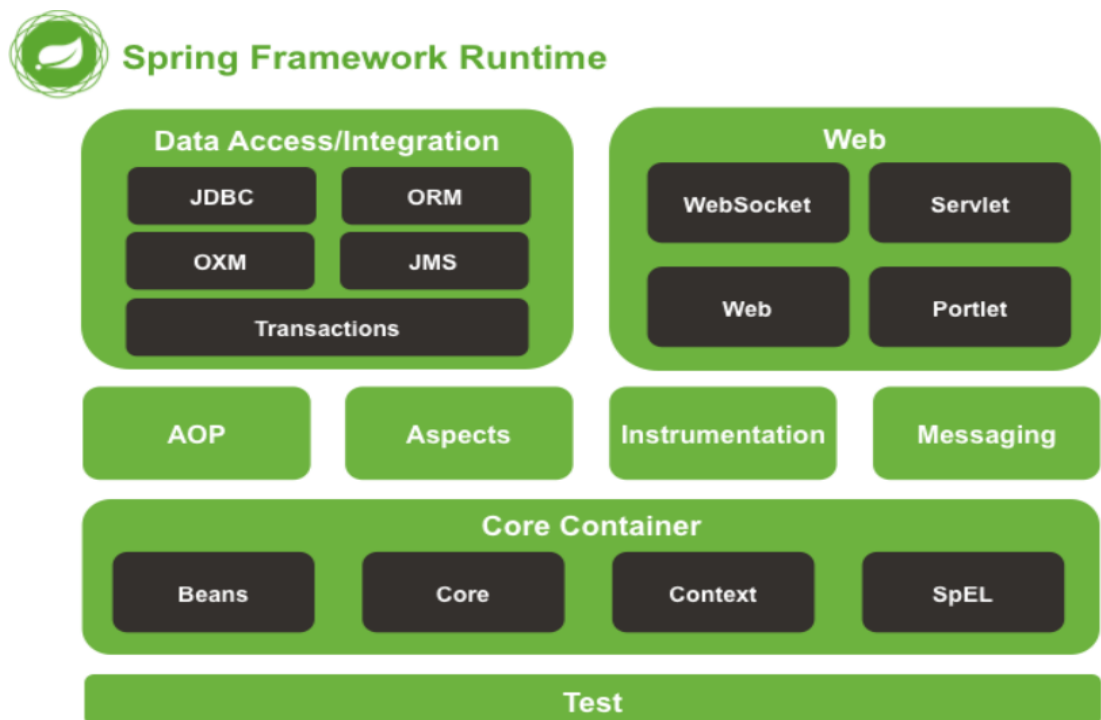 Spring Framework Runtime
Data Access/Integration
JDBC
ORM
OXM
JMS
Transactions
Web
WebSocket
Servlet
Web
Portlet
AOP
Aspects
Instrumentation
Messaging
Core Container
Beans
Core
Context
SpEL
Test